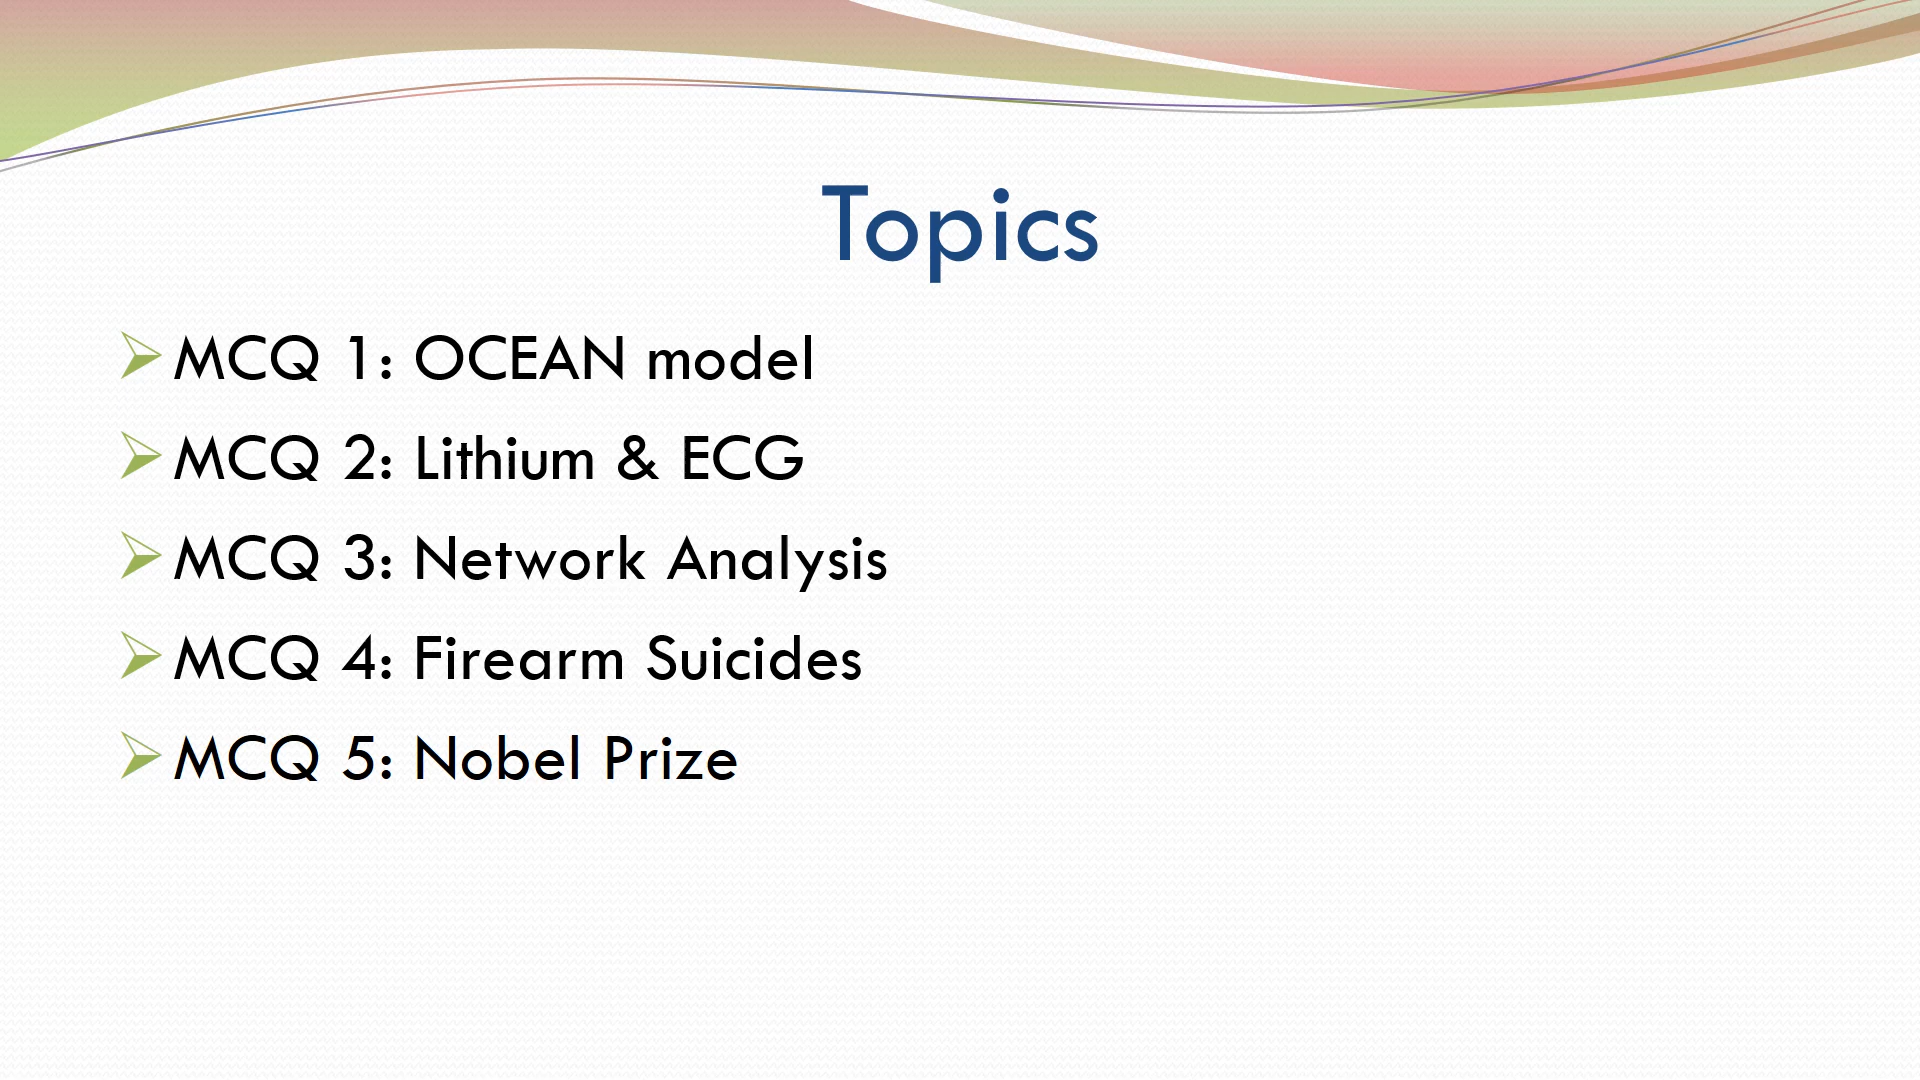 Topics
MCQ 1: OCEAN model
MCQ 2: Lithium & ECG
MCQ 3: Network Analysis
MCQ 4: Firearm Suicides
MCQ 5: Nobel Prize